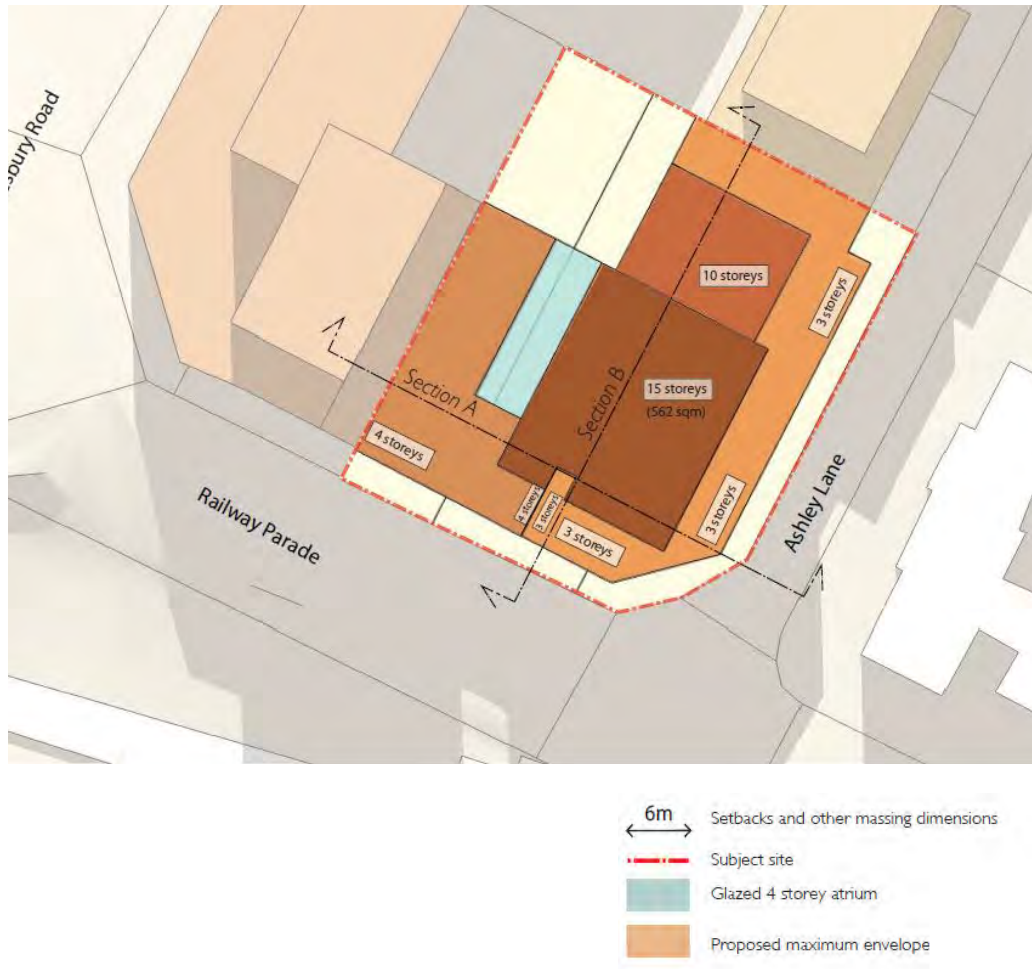 sbury Road
10 storeys
3 storeys
15 storeys
(562 sqm)
Section A
Section B
4 storeys
4 storeys
3 storeys
3 storeys
3 storeys
Railway Parade
Ashley Lane
6m
Setbacks and other massing dimensions
Subject site
Glazed 4 storey atrium
Proposed maximum envelope